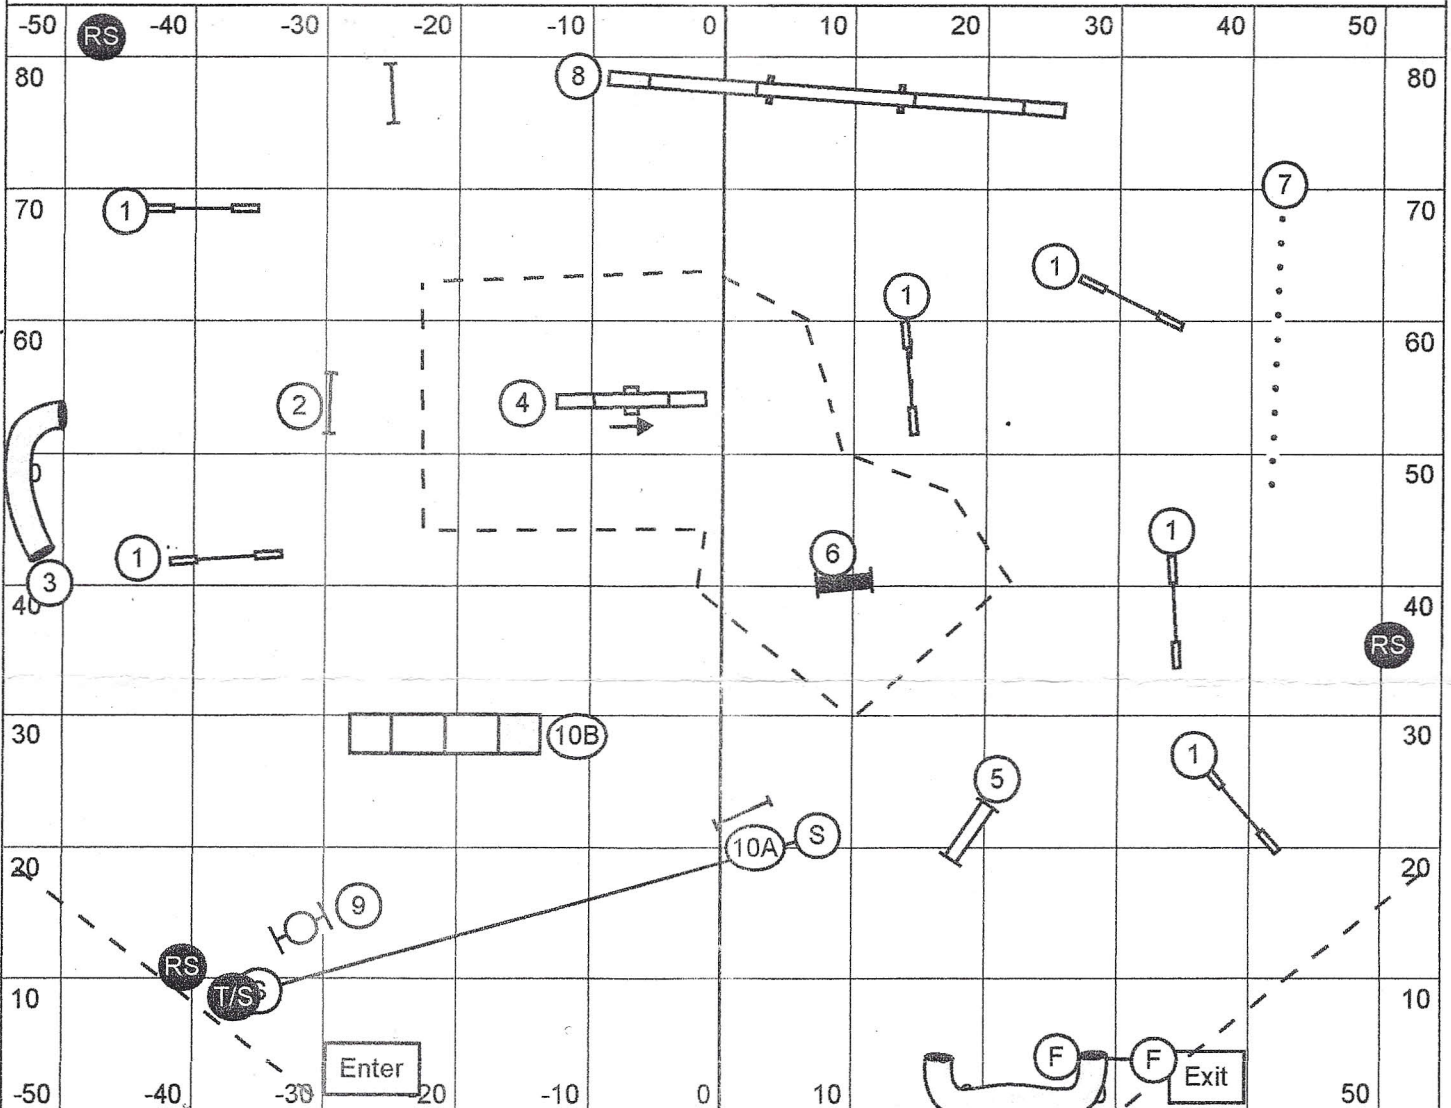 -50 RS -40 -30 -20 -10 0 10 20 30 40 50
80 8 80
70 1 7 70
1 1
60 60
2 4
50
1 6 1
3
40 40
RS
30 10B 1 30
5
20 10A S 20
9
RS
10 T/S S 10
Enter F F Exit
-50 -40 -30 20 -10 0 10 50